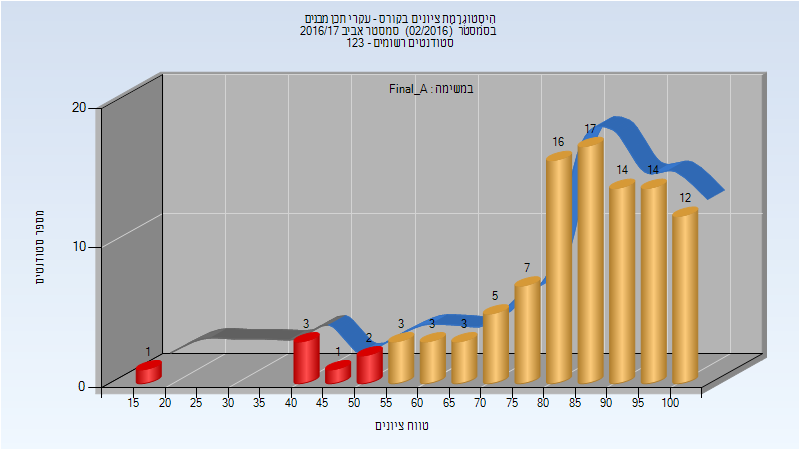 היסטוגרמת ציונים בקורס - עקרי תכן מבנים
בסמסטר (02/2016) סמסטר אביב 2016/17
סטודנטים רשומים - 123
במשימה : Final_A
מספר סטודנטים
20
10
0
1
3
1
2
3
3
3
5
7
16
17
14
14
12
15 20 25 30 35 40 45 50 55 60 65 70 75 80 85 90 95 100
טווח ציונים